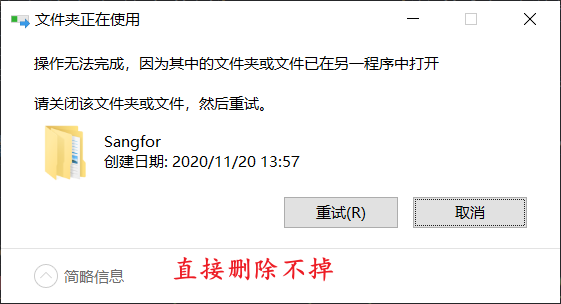 文件夹正在使用
操作无法完成，因为其中的文件夹或文件已在另一程序中打开
请关闭该文件夹或文件，然后重试。
Sangfor
创建日期: 2020/11/20 13:57
重试(R)
取消
简略信息
直接删除不掉